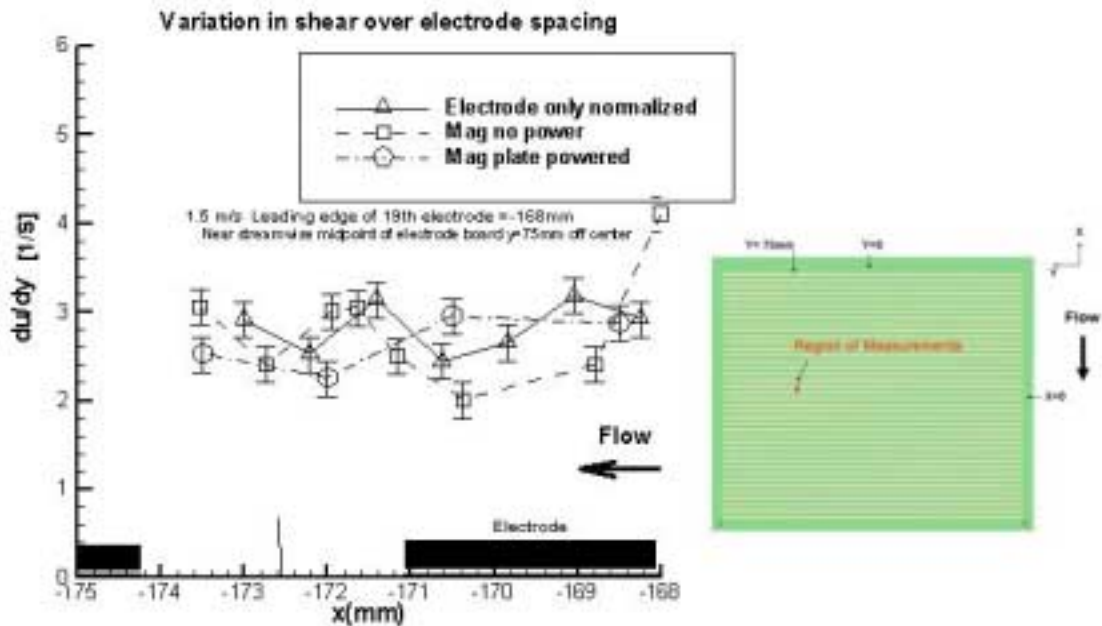 Variation in shear over electrode spacing
6
5
4
3
2
1
0
du/dy [1/S]
Electrode only normalized
Mag no power
Mag plate powered
1.5 m/s Leading edge of 19th electrode =-168mm
Near streamwise midpoint of electrode board y=75mm off center
Flow
Electrode
-175
-174
-173
-172
-171
-170
-169
-168
x(mm)
Y=0
X
Y
Flow
Region of Measurements
X=0